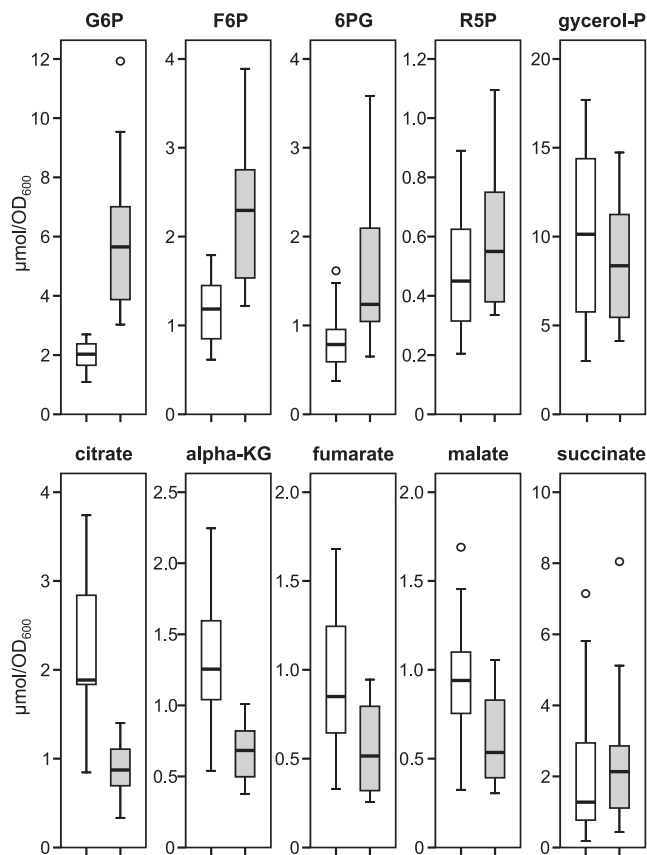 G6P F6P 6PG R5P gycerol-P
12 4 4 1.2 20
10 1.0
8 3 3 0.8 15
6 2 2 0.6 10
4 0.4
2 1 1 0.2 5
0 0 0 0 0
µmol/OD600
citrate alpha-KG fumarate malate succinate
4 2.5 2.0 2.0 10
3 2.0 1.5 1.5 8
1.5 6
2 1.0 1.0
1.0 4
1 0.5 0.5 0.5 2
0 0 0 0 0
µmol/OD600